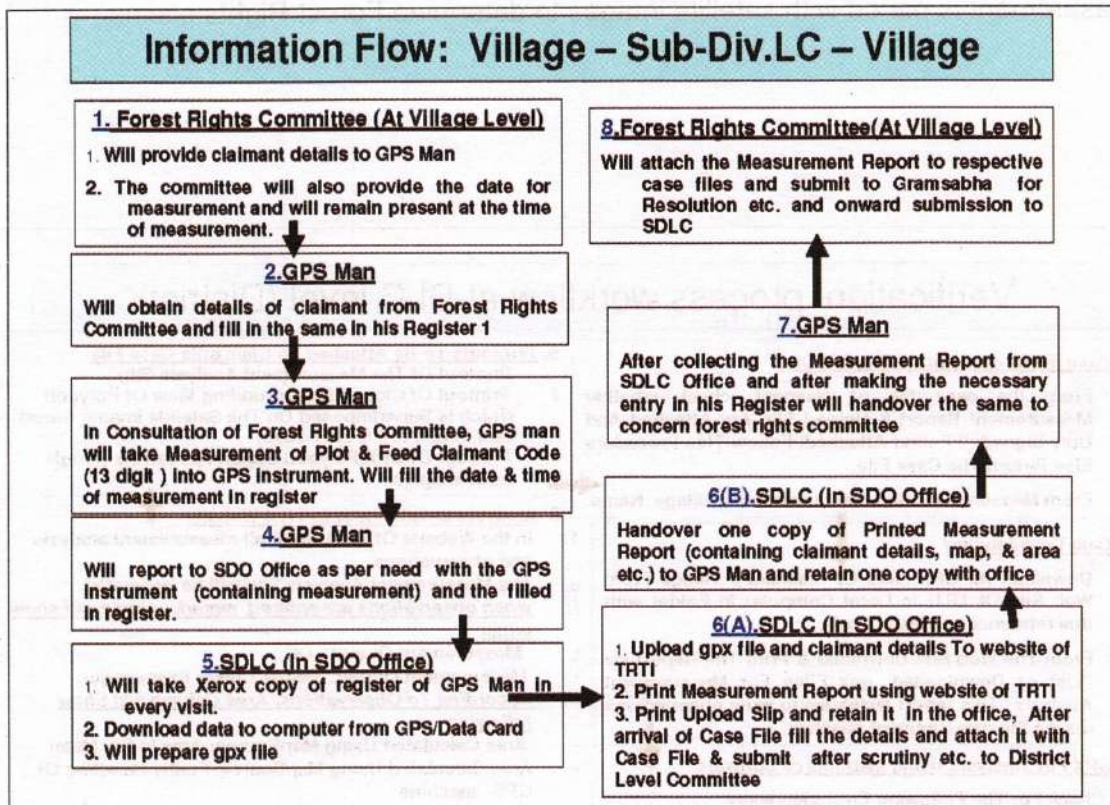 Information Flow: Village – Sub-Div.LC – Village
1. Forest Rights Committee (At Village Level)
1. Will provide claimant details to GPS Man
2. The committee will also provide the date for
measurement and will remain present at the time
of measurement.
2.GPS Man
Will obtain details of claimant from Forest Rights
Committee and fill in the same in his Register 1
3.GPS Man
In Consultation of Forest Rights Committee, GPS man
will take Measurement of Plot & Feed Claimant Code
(13 digit ) into GPS Instrument. Will fill the date & time
of measurement in register
4.GPS Man
Will report to SDO Office as per need with the GPS
Instrument (containing measurement) and the filled
in register.
5.SDLC (In SDO Office)
1. Will take Xerox copy of register of GPS Man in
every visit.
2. Download data to computer from GPS/Data Card
3. Will prepare gpx file
6(A).SDLC (In SDO Office)
1. Upload gpx file and claimant details To website of
TRTI
2. Print Measurement Report using website of TRTI
3. Print Upload Slip and retain it in the office, After
arrival of Case File fill the details and attach it with
Case File & submit after scrutiny etc. to District
Level Committee
6(B).SDLC (In SDO Office)
Handover one copy of Printed Measurement
Report (containing claimant details, map, & area
etc.) to GPS Man and retain one copy with office
7.GPS Man
After collecting the Measurement Report from
SDLC Office and after making the necessary
entry in his Register will handover the same to
concern forest rights committee
8.Forest Rights Committee(At Village Level)
Will attach the Measurement Report to respective
case files and submit to Gramsabha for
Resolution etc. and onward submission to
SDLC